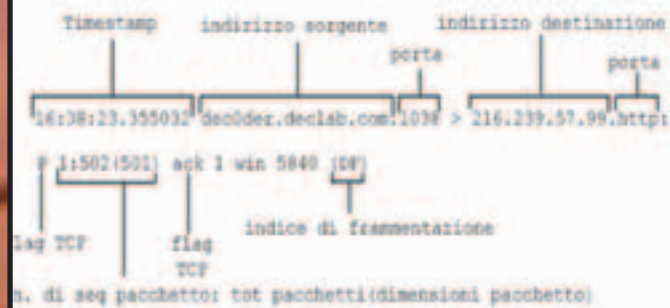 Timestamp indirizzo sorgente indirizzo destinazione
porta porta
16:38:23.355032 dec0der.declab.com.1038 > 216.239.57.99.http:
P 1:502(501) ack 1 win 5840 (DF)
flag TCP flag TCP indice di frammentazione
n. di seq pacchetto: tot pacchetti(dimensioni pacchetto)